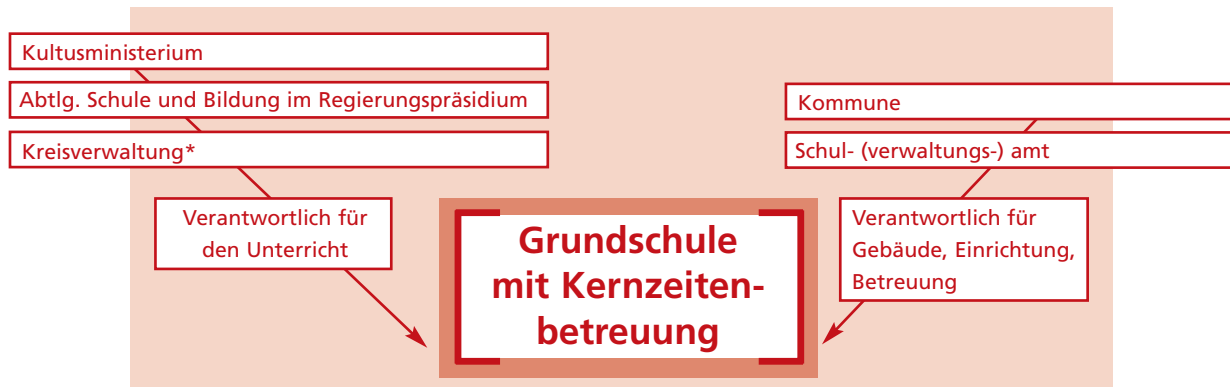 Kultusministerium
Abtlg. Schule und Bildung im Regierungspräsidium
Kreisverwaltung*
Kommune
Schul- (verwaltungs-) amt
Verantwortlich für
den Unterricht
Grundschule
mit Kernzeiten-
betreuung
Verantwortlich für
Gebäude, Einrichtung,
Betreuung